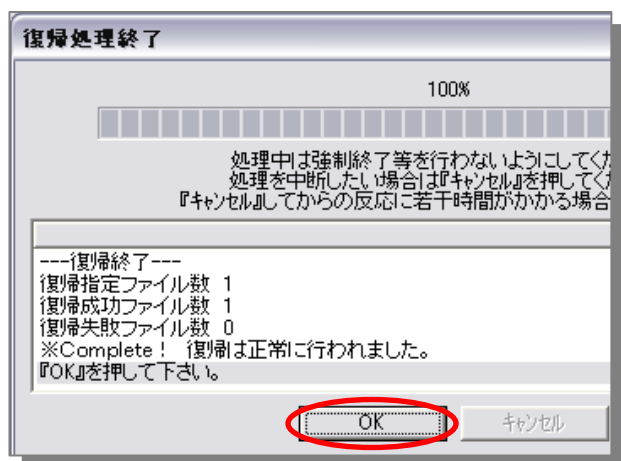 復帰処理終了
100%
処理中は強制終了等を行わないようにしてくだ
処理を中断したい場合は『キャンセル』を押してくだ
『キャンセル』してからの反応に若干時間がかかる場合
---復帰終了---
復帰指定ファイル数 1
復帰成功ファイル数 1
復帰失敗ファイル数 0
※Complete！ 復帰は正常に行われました。
『OK』を押して下さい。
OK
キャンセル